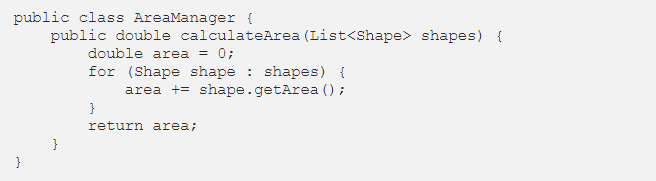 public class AreaManager {
    public double calculateArea(List<Shape> shapes) {
        double area = 0;
        for (Shape shape : shapes) {
            area += shape.getArea();
        }
        return area;
    }
}